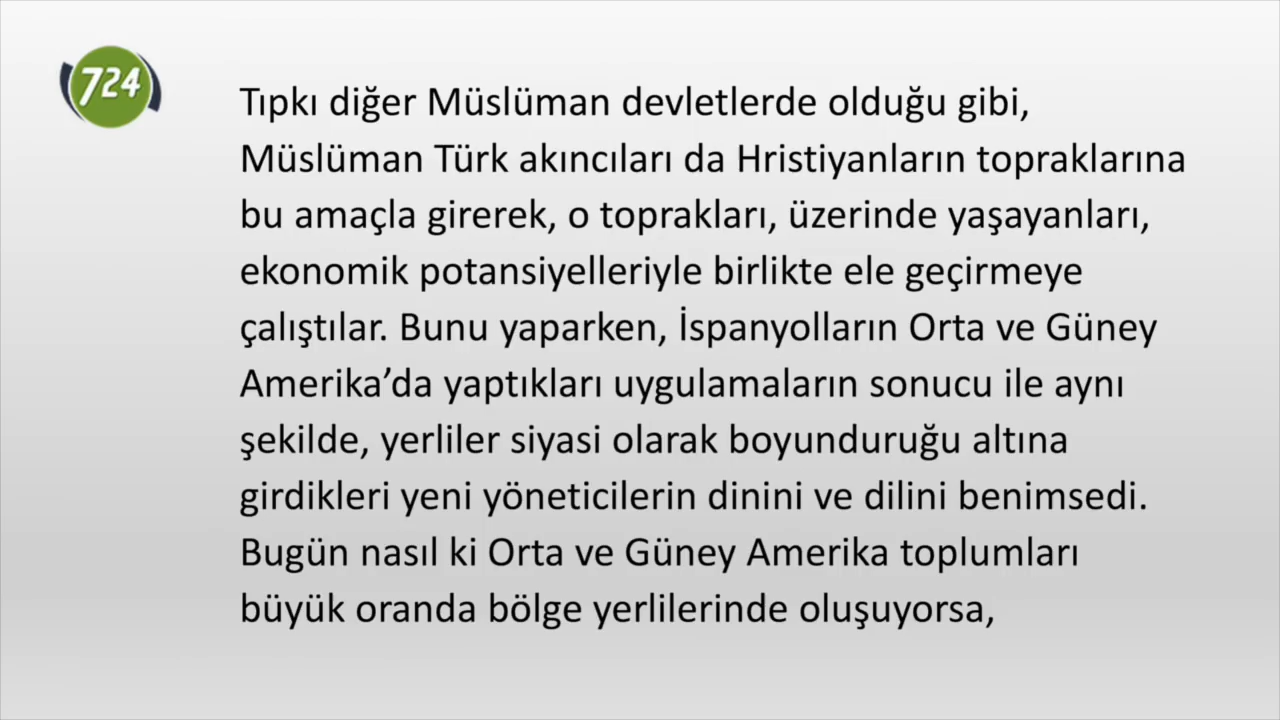 724
Tıpkı diğer Müslüman devletlerde olduğu gibi,
Müslüman Türk akıncıları da Hristiyanların topraklarına
bu amaçla girerek, o toprakları, üzerinde yaşayanları,
ekonomik potansiyelleriyle birlikte ele geçirmeye
çalıştılar. Bunu yaparken, İspanyolların Orta ve Güney
Amerika’da yaptıkları uygulamaların sonucu ile aynı
şekilde, yerliler siyasi olarak boyunduruğu altına
girdikleri yeni yöneticilerin dinini ve dilini benimsedi.
Bugün nasıl ki Orta ve Güney Amerika toplumları
büyük oranda bölge yerlilerinde oluşuyorsa,